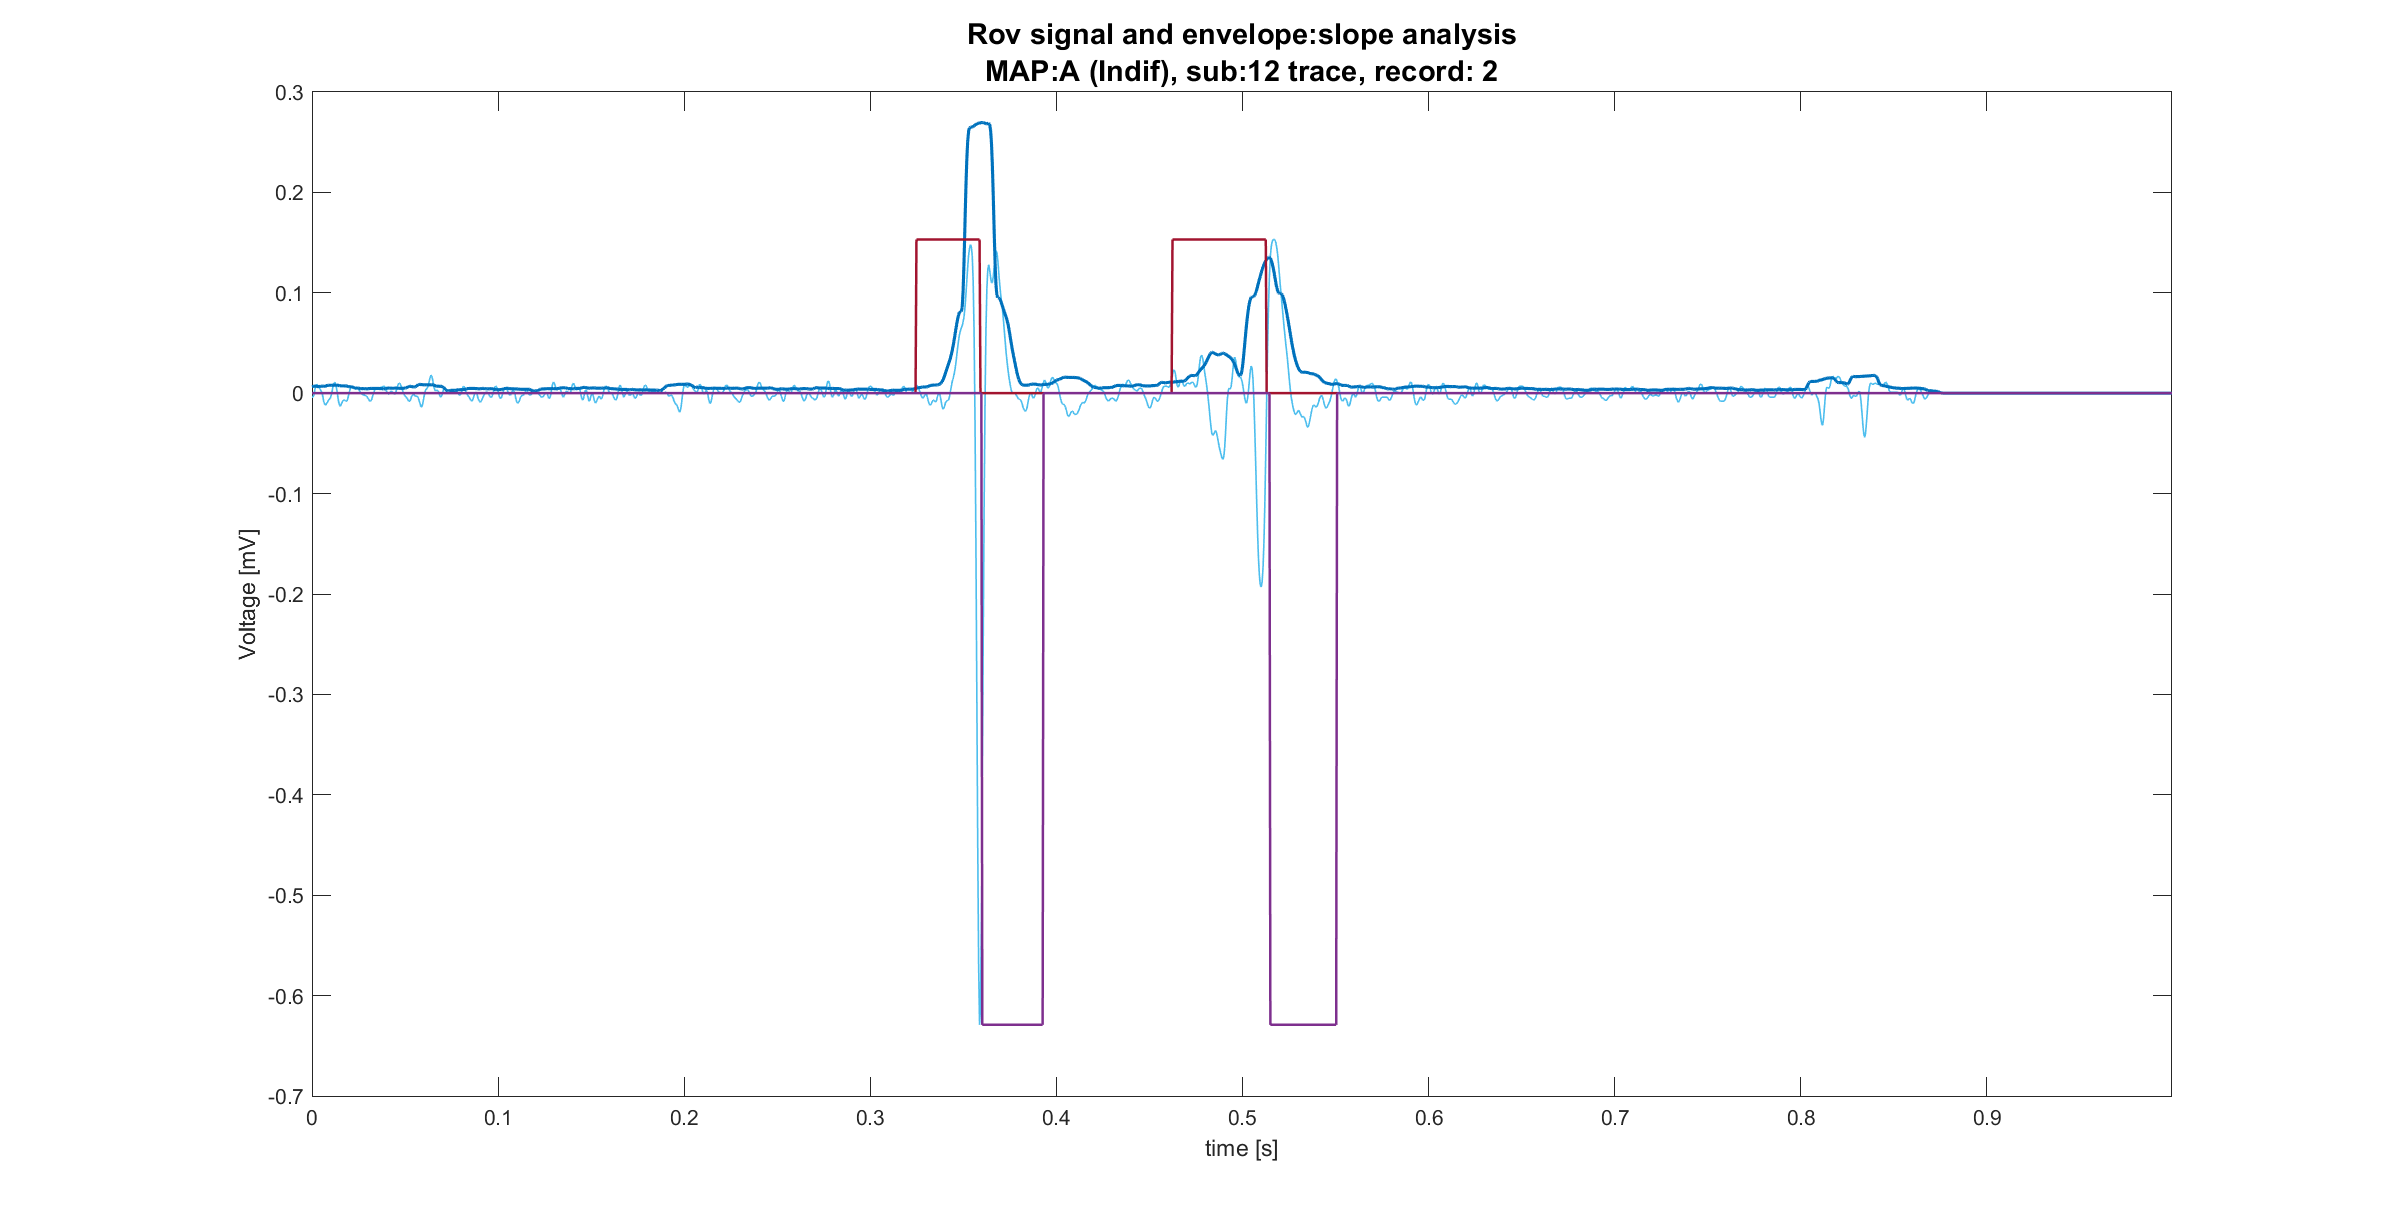 Rov signal and envelope:slope analysis
MAP:A (Indif), sub:12 trace, record: 2
0.3
0.2
0.1
0
-0.1
-0.2
-0.3
-0.4
-0.5
-0.6
-0.7
Voltage [mV]
0 0.1 0.2 0.3 0.4 0.5 0.6 0.7 0.8 0.9
time [s]